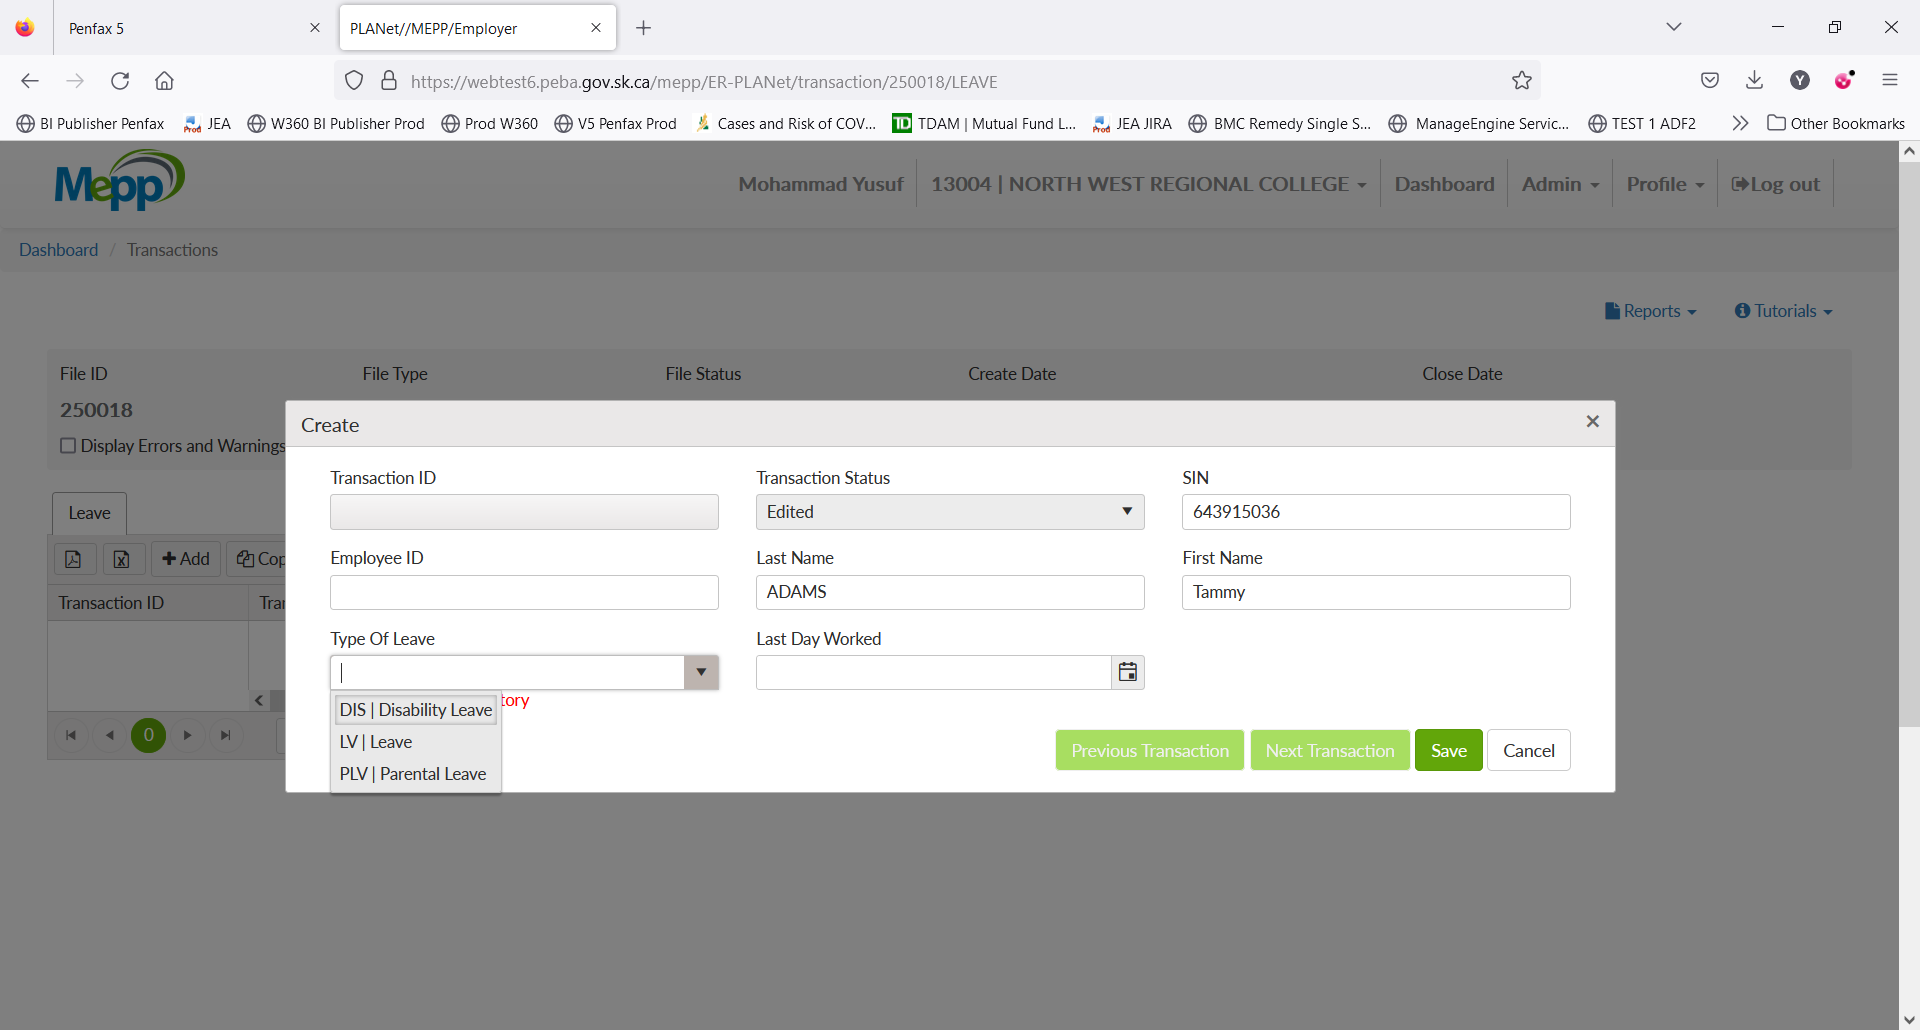 Penfax 5
PLANet//MEPP/Employer
https://webtest6.peba.gov.sk.ca/mepp/ER-PLANet/transaction/250018/LEAVE
Y
BI Publisher Penfax
Prod
JEA
W360 BI Publisher Prod
Prod W360
V5 Penfax Prod
Cases and Risk of COV...
TD
TDAM | Mutual Fund L...
Prod
JEA JIRA
BMC Remedy Single S...
ManageEngine Servic...
TEST 1 ADF2
Other Bookmarks
Mepp
Mohammad Yusuf
13004 | NORTH WEST REGIONAL COLLEGE
Dashboard
Admin
Profile
Log out
Dashboard / Transactions
Reports
Tutorials
File ID
File Type
File Status
Create Date
Close Date
250018
Display Errors and Warnings
Create
Transaction ID
Transaction Status
SIN
Edited
643915036
Leave
Add
Cop
Employee ID
Last Name
First Name
ADAMS
Tammy
Transaction ID
Tra
Type Of Leave
Last Day Worked
tory
DIS | Disability Leave
LV | Leave
PLV | Parental Leave
0
Previous Transaction
Next Transaction
Save
Cancel